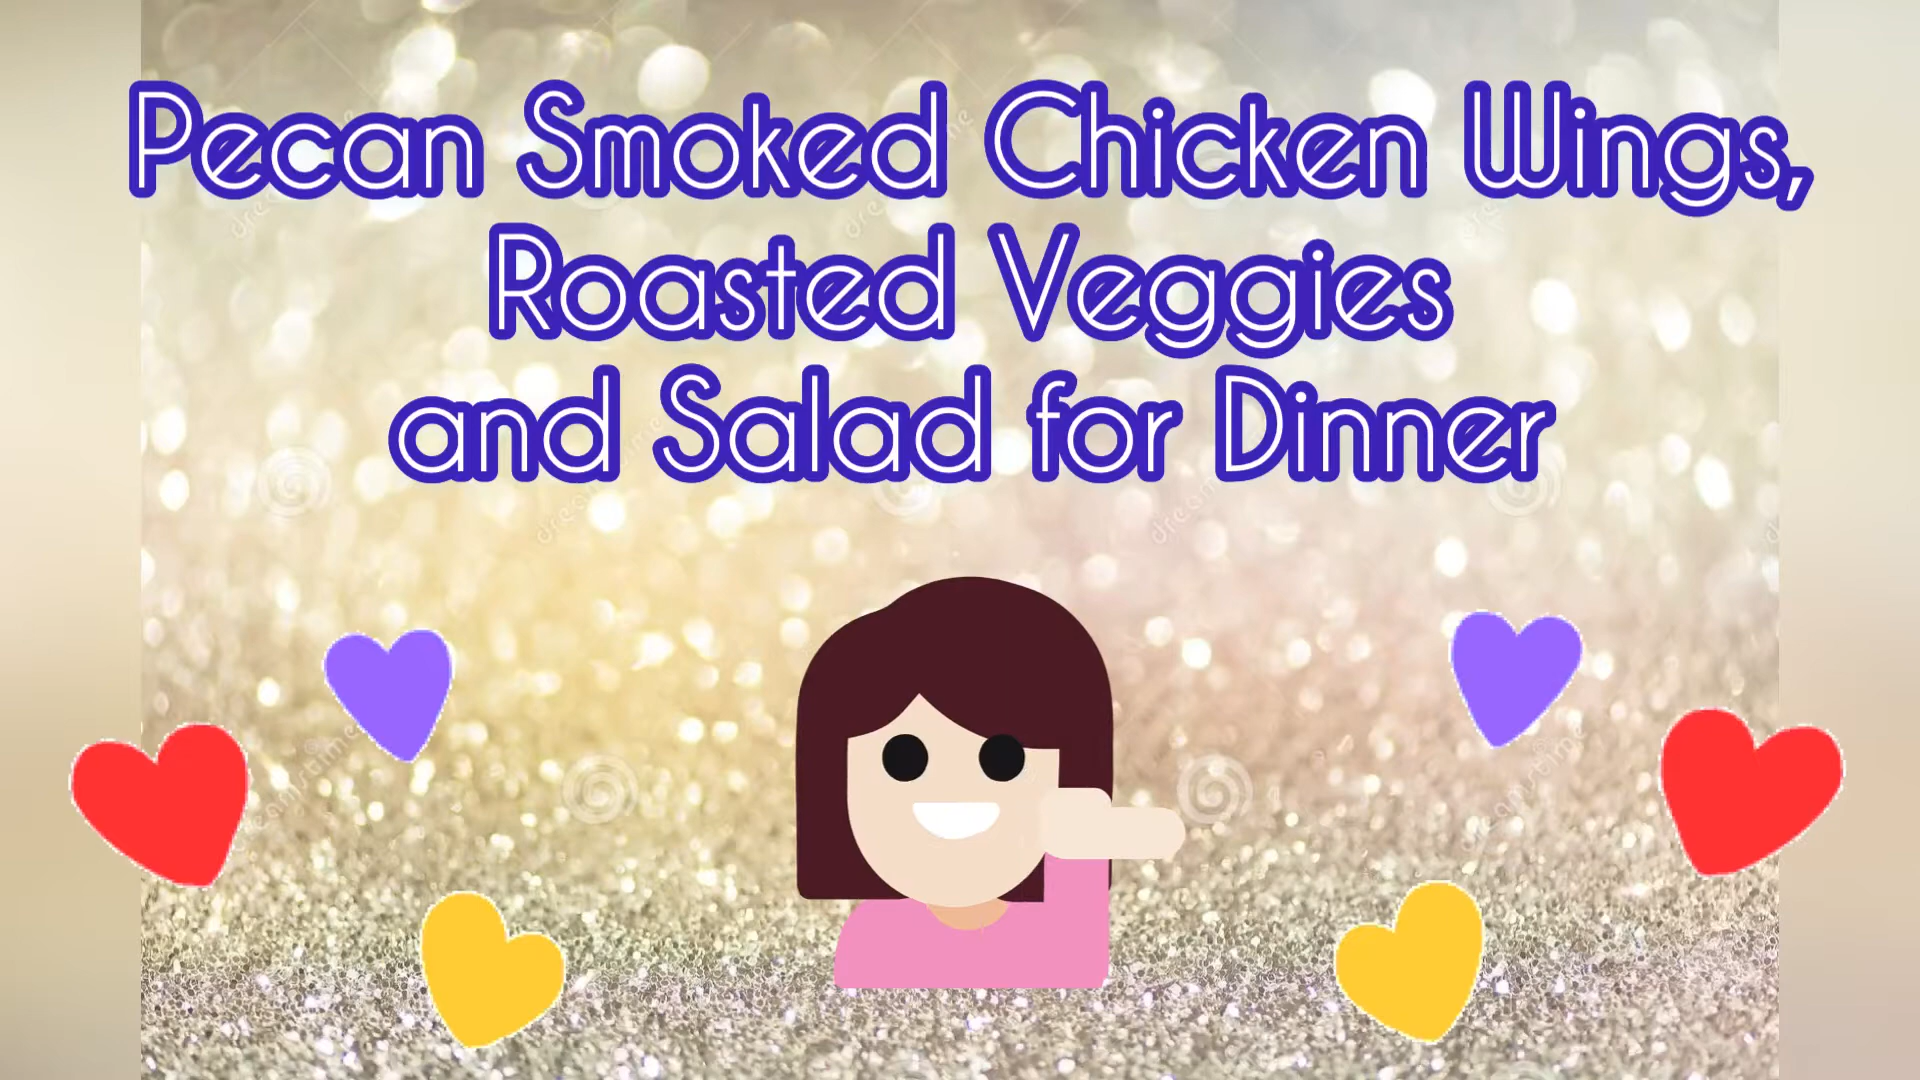 Pecan Smoked Chicken Wings,
Roasted Veggies
and Salad for Dinner